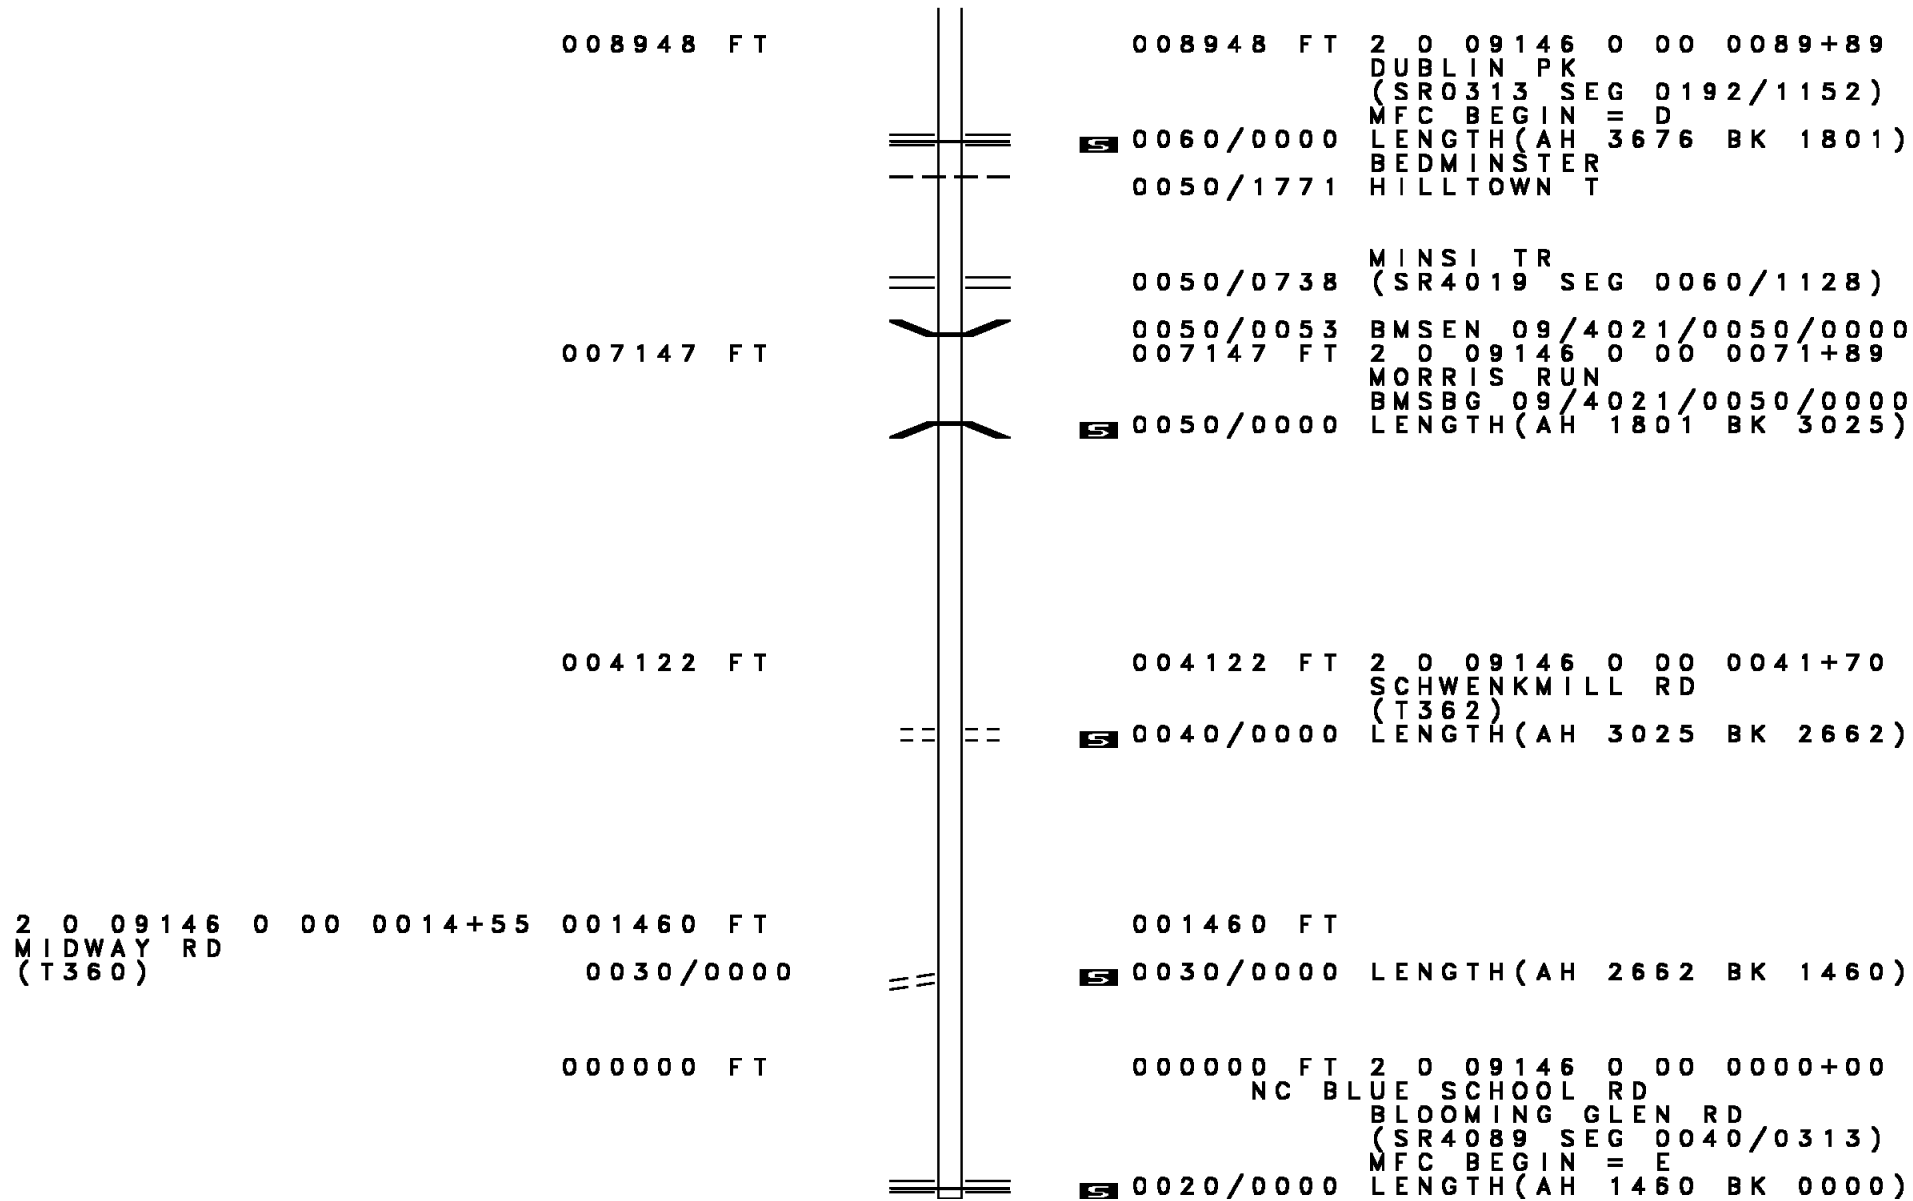 008948 FT 008948 FT 2 0 09146 0 00 0089+89
DUBLIN PK
(SR0313 SEG 0192/1152)
MFC BEGIN = D
S 0060/0000 LENGTH(AH 3676 BK 1801)
BEDMINSTER
0050/1771 HILLTOWN T
MINSI TR
0050/0738 (SR4019 SEG 0060/1128)
0050/0053 BMSEN 09/4021/0050/0000
007147 FT 007147 FT 2 0 09146 0 00 0071+89
MORRIS RUN
BMSBG 09/4021/0050/0000
S 0050/0000 LENGTH(AH 1801 BK 3025)
004122 FT 004122 FT 2 0 09146 0 00 0041+70
SCHWENKMILL RD
(T362)
S 0040/0000 LENGTH(AH 3025 BK 2662)
2 0 09146 0 00 0014+55 001460 FT 001460 FT
MIDWAY RD
(T360) 0030/0000 S 0030/0000 LENGTH(AH 2662 BK 1460)
000000 FT 000000 FT 2 0 09146 0 00 0000+00
NC BLUE SCHOOL RD
BLOOMING GLEN RD
(SR4089 SEG 0040/0313)
MFC BEGIN = E
S 0020/0000 LENGTH(AH 1460 BK 0000)